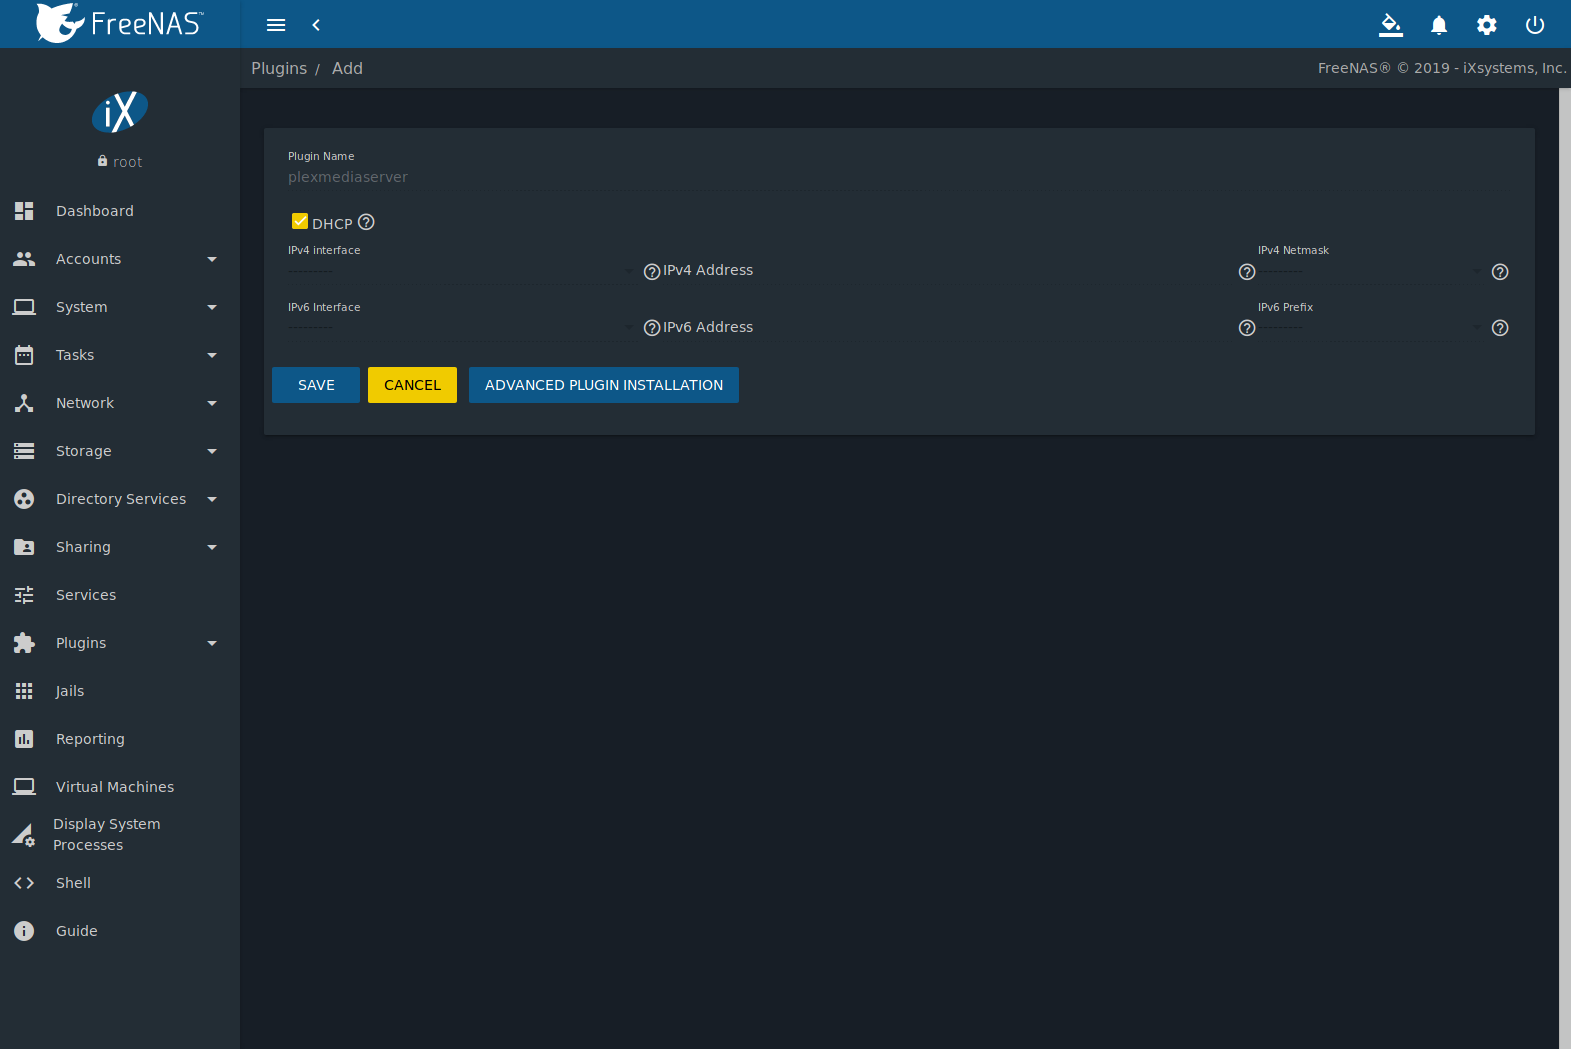 FreeNAS™
Plugins / Add
FreeNAS® © 2019 - iXsystems, Inc.
iX
root
Dashboard
Accounts
System
Tasks
Network
Storage
Directory Services
Sharing
Services
Plugins
Jails
Reporting
Virtual Machines
Display System
Processes
Shell
Guide
Plugin Name
plexmediaserver
DHCP
IPv4 interface
IPv4 Netmask
---------
IPv4 Address
---------
IPv6 Interface
IPv6 Prefix
---------
IPv6 Address
---------
SAVE
CANCEL
ADVANCED PLUGIN INSTALLATION